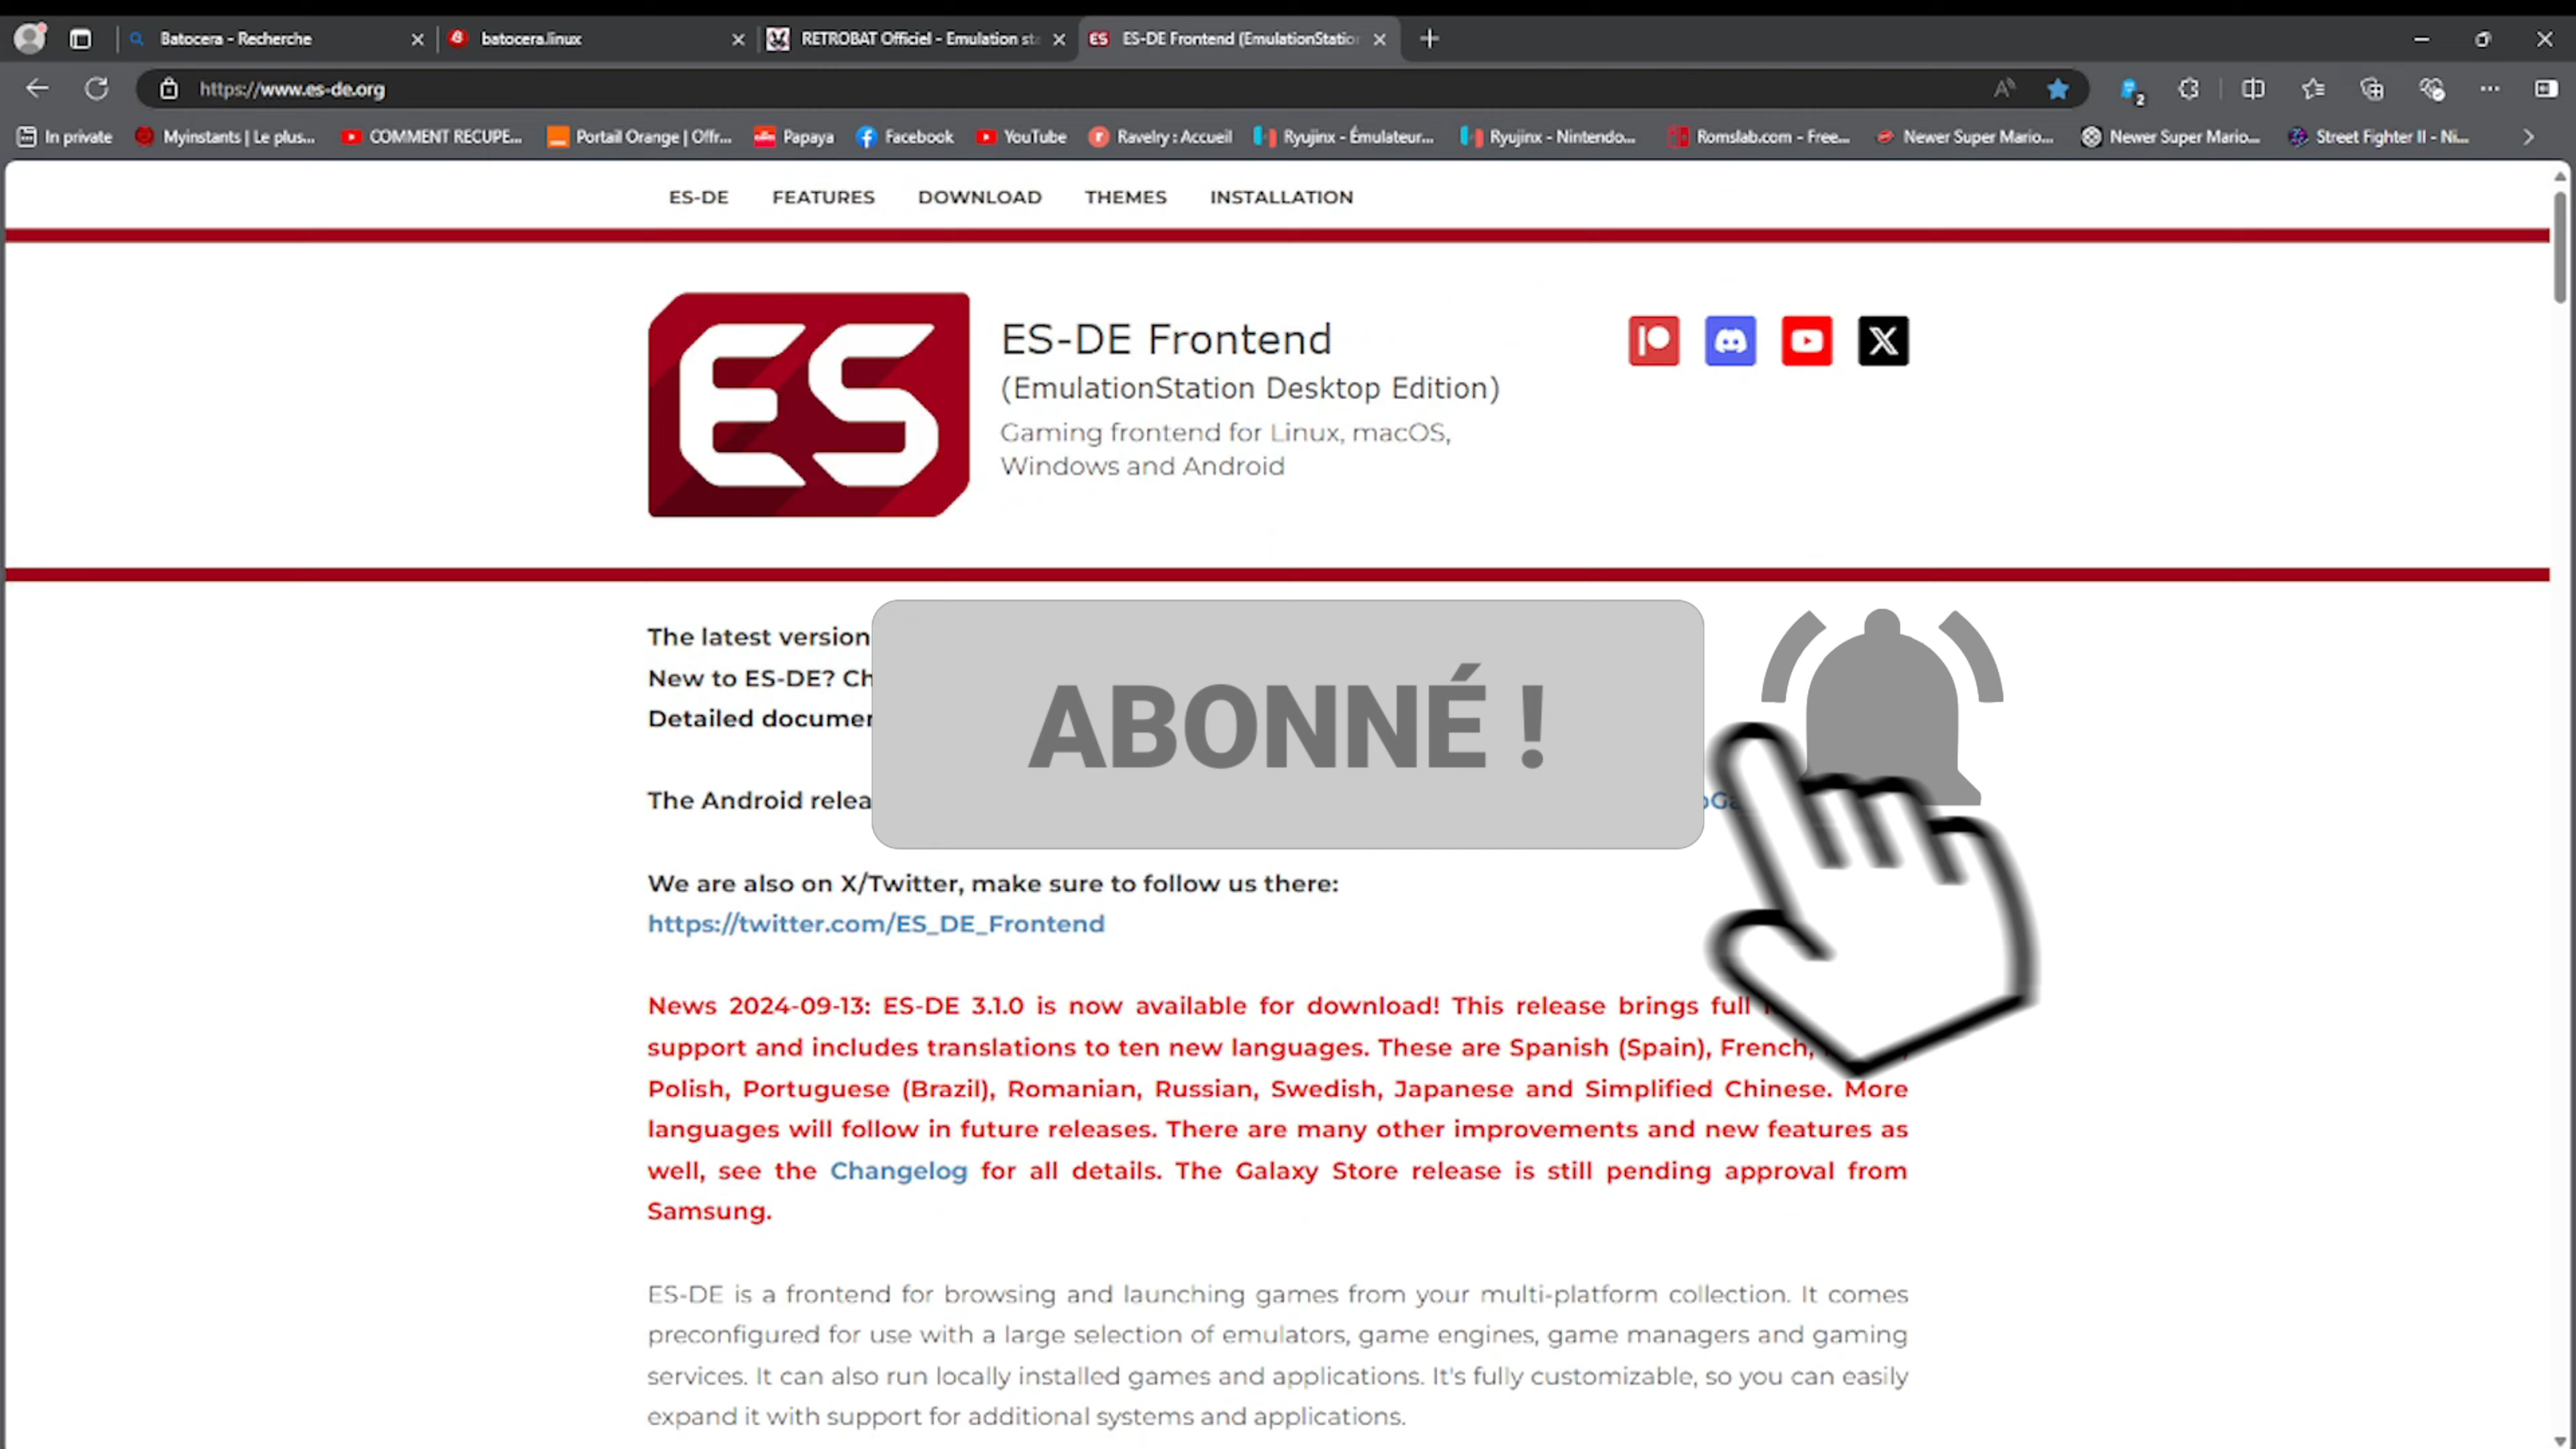 Batocera - Recherche
batocera.linux
RETROBAT Officiel - Emulation sta
ES-DE Frontend (EmulationStation
https://www.es-de.org
2
In private
Myinstants | Le plus...
COMMENT RECUPE...
Portail Orange | Offr...
Papaya
Facebook
YouTube
Ravelry : Accueil
Ryujinx - Émulateur...
Ryujinx - Nintendo...
Romslab.com - Free...
Newer Super Mario...
Newer Super Mario...
Street Fighter II - Ni...
ES-DE FEATURES DOWNLOAD THEMES INSTALLATION
ES
ES-DE Frontend
(EmulationStation Desktop Edition)
Gaming frontend for Linux, macOS,
Windows and Android
The latest version
New to ES-DE?
Detailed
ABONNÉ !
The Android
We are also on X/Twitter, make sure to follow us there:
https://twitter.com/ES_DE_Frontend
News 2024-09-13: ES-DE 3.1.0 is now available for download! This release brings full
support and includes translations to ten new languages. These are Spanish (Spain), French,
Polish, Portuguese (Brazil), Romanian, Russian, Swedish, Japanese and Simplified Chinese. More
languages will follow in future releases. There are many other improvements and new features as
well, see the Changelog for all details. The Galaxy Store release is still pending approval from
Samsung.
ES-DE is a frontend for browsing and launching games from your multi-platform collection. It comes
preconfigured for use with a large selection of emulators, game engines, game managers and gaming
services. It can also run locally installed games and applications. It's fully customizable, so you can easily
expand it with support for additional systems and applications.